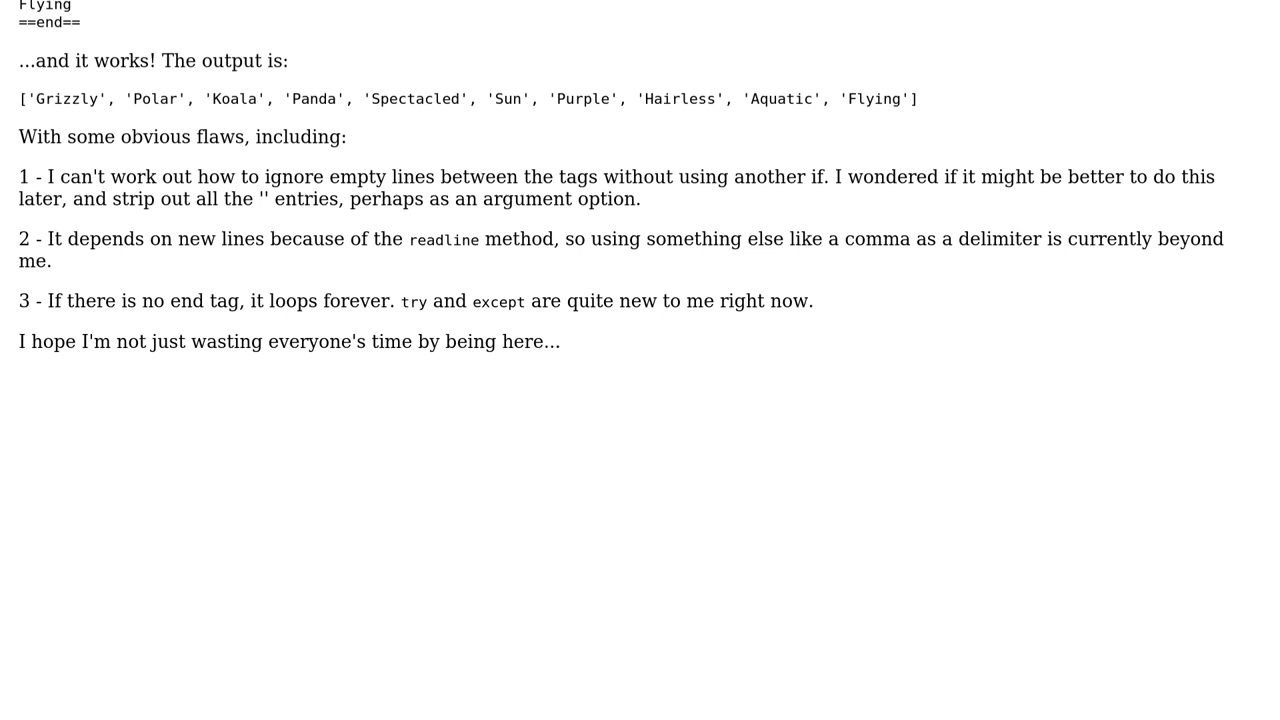 Flying
==end==
...and it works! The output is:
['Grizzly', 'Polar', 'Koala', 'Panda', 'Spectacled', 'Sun', 'Purple', 'Hairless', 'Aquatic', 'Flying']
With some obvious flaws, including:
1 - I can't work out how to ignore empty lines between the tags without using another if. I wondered if it might be better to do this
later, and strip out all the '' entries, perhaps as an argument option.
2 - It depends on new lines because of the readline method, so using something else like a comma as a delimiter is currently beyond
me.
3 - If there is no end tag, it loops forever. try and except are quite new to me right now.
I hope I'm not just wasting everyone's time by being here...